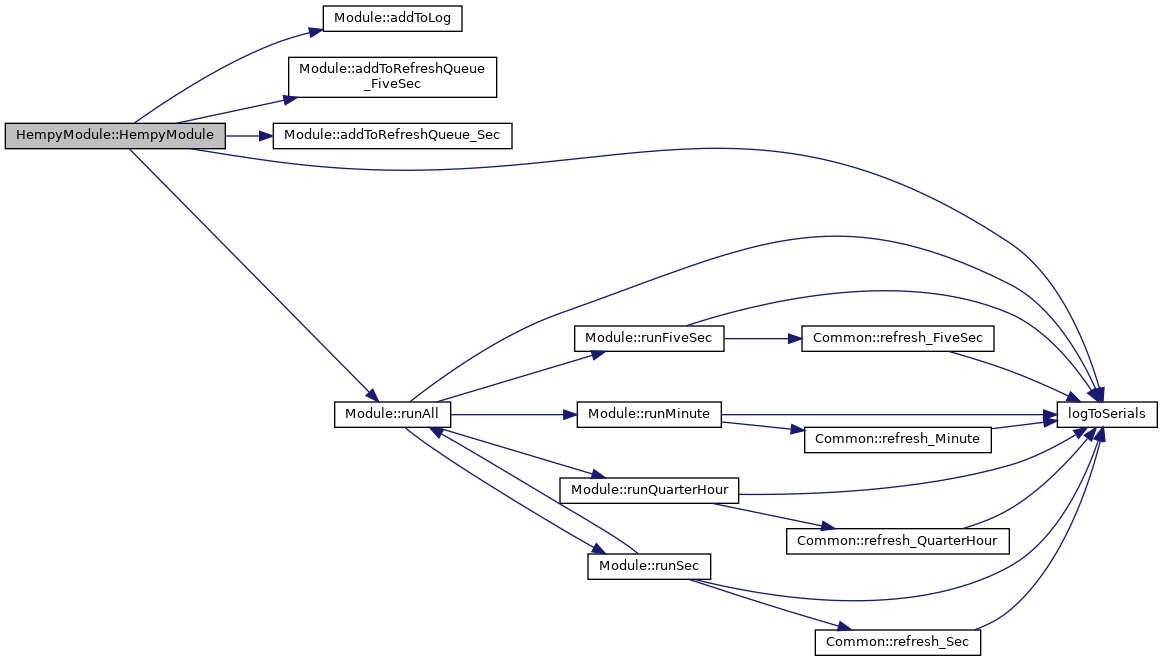 Module::addToLog
Module::addToRefreshQueue
_FiveSec
HempyModule::HempyModule
Module::addToRefreshQueue_Sec
Module::runFiveSec
Common::refresh_FiveSec
Module::runAll
Module::runMinute
logToSerials
Common::refresh_Minute
Module::runQuarterHour
Common::refresh_QuarterHour
Module::runSec
Common::refresh_Sec